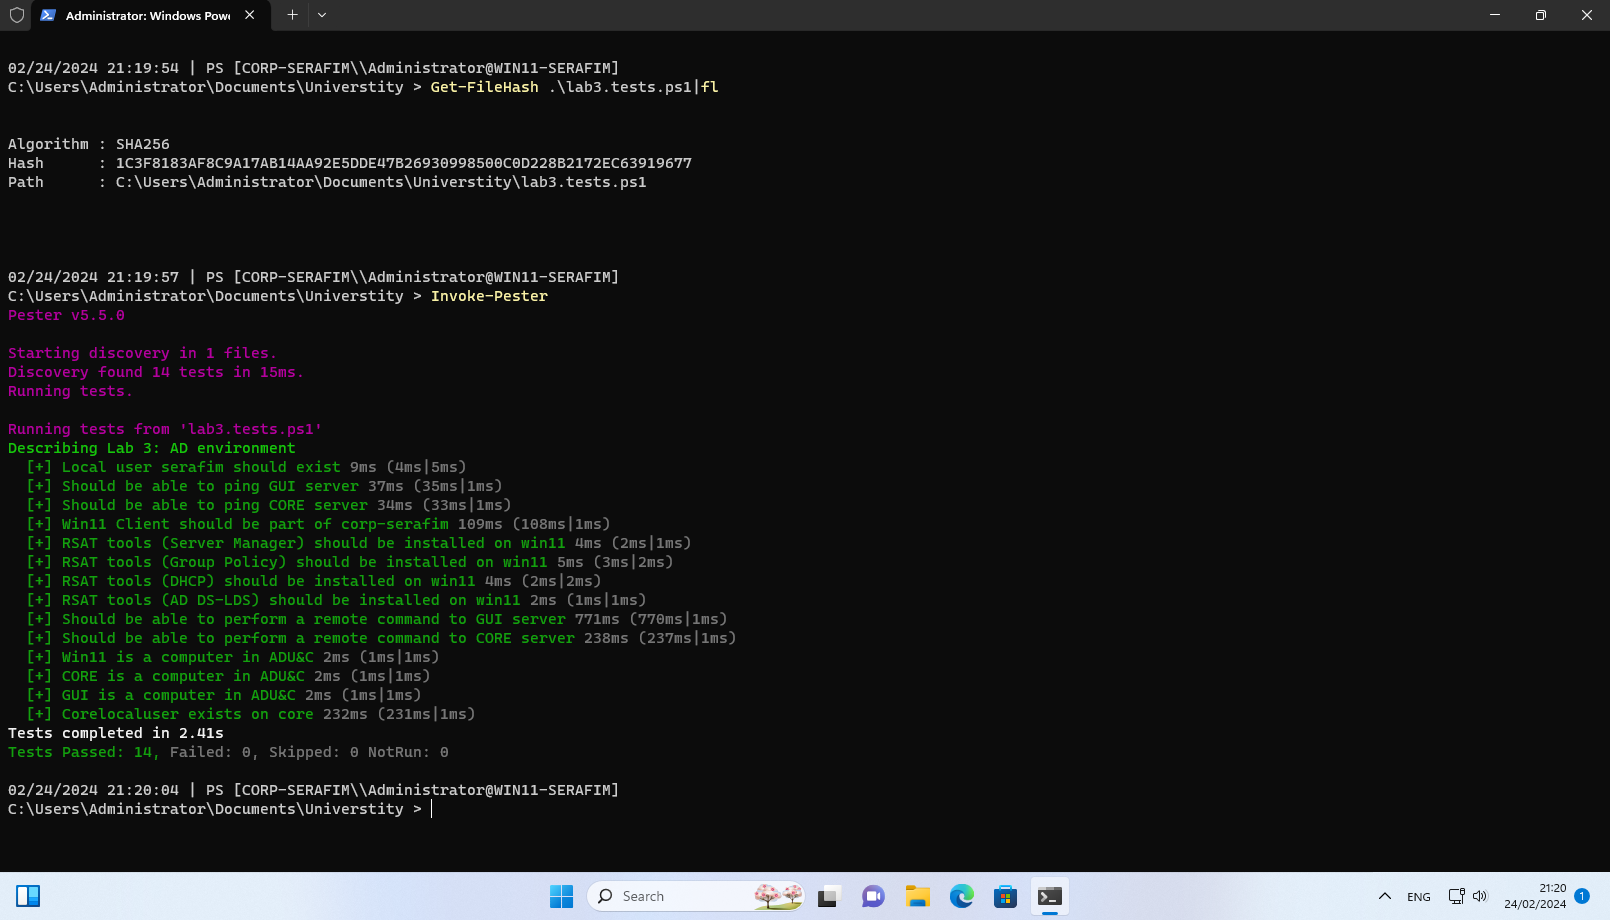 Administrator: Windows Powe
02/24/2024 21:19:54 | PS [CORP-SERAFIM\\Administrator@WIN11-SERAFIM]
C:\Users\Administrator\Documents\Universtity > Get-FileHash .\lab3.tests.ps1|fl
Algorithm : SHA256
Hash      : 1C3F8183AF8C9A17AB14AA92E5DDE47B26930998500C0D228B2172EC63919677
Path      : C:\Users\Administrator\Documents\Universtity\lab3.tests.ps1
02/24/2024 21:19:57 | PS [CORP-SERAFIM\\Administrator@WIN11-SERAFIM]
C:\Users\Administrator\Documents\Universtity > Invoke-Pester
Pester v5.5.0
Starting discovery in 1 files.
Discovery found 14 tests in 15ms.
Running tests.
Running tests from 'lab3.tests.ps1'
Describing Lab 3: AD environment
[+] Local user serafim should exist 9ms (4ms|5ms)
[+] Should be able to ping GUI server 37ms (35ms|1ms)
[+] Should be able to ping CORE server 34ms (33ms|1ms)
[+] Win11 Client should be part of corp-serafim 109ms (108ms|1ms)
[+] RSAT tools (Server Manager) should be installed on win11 4ms (2ms|1ms)
[+] RSAT tools (Group Policy) should be installed on win11 5ms (3ms|2ms)
[+] RSAT tools (DHCP) should be installed on win11 4ms (2ms|2ms)
[+] RSAT tools (AD DS-LDS) should be installed on win11 2ms (1ms|1ms)
[+] Should be able to perform a remote command to GUI server 771ms (770ms|1ms)
[+] Should be able to perform a remote command to CORE server 238ms (237ms|1ms)
[+] Win11 is a computer in ADU&C 2ms (1ms|1ms)
[+] CORE is a computer in ADU&C 2ms (1ms|1ms)
[+] GUI is a computer in ADU&C 2ms (1ms|1ms)
[+] Corelocaluser exists on core 232ms (231ms|1ms)
Tests completed in 2.41s
Tests Passed: 14, Failed: 0, Skipped: 0 NotRun: 0
02/24/2024 21:20:04 | PS [CORP-SERAFIM\\Administrator@WIN11-SERAFIM]
C:\Users\Administrator\Documents\Universtity >
Search
ENG
21:20
24/02/2024
1